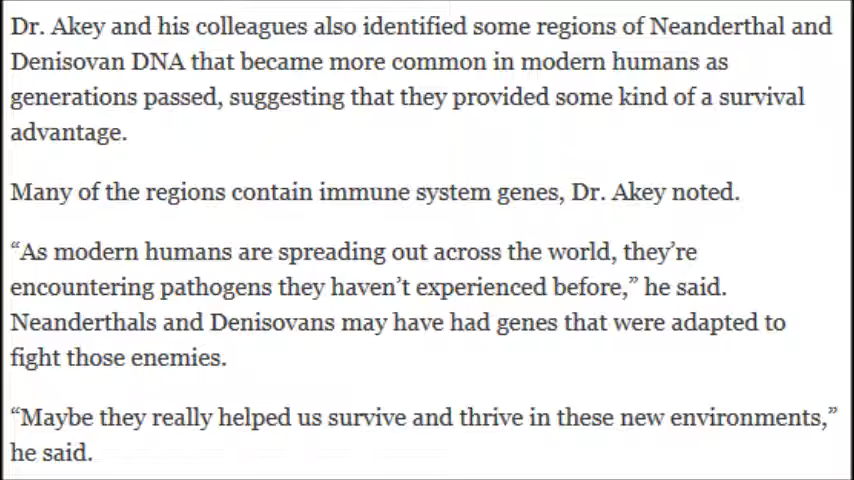 Dr. Akey and his colleagues also identified some regions of Neanderthal and
Denisovan DNA that became more common in modern humans as
generations passed, suggesting that they provided some kind of a survival
advantage.
Many of the regions contain immune system genes, Dr. Akey noted.
“As modern humans are spreading out across the world, they’re
encountering pathogens they haven’t experienced before,” he said.
Neanderthals and Denisovans may have had genes that were adapted to
fight those enemies.
“Maybe they really helped us survive and thrive in these new environments,”
he said.